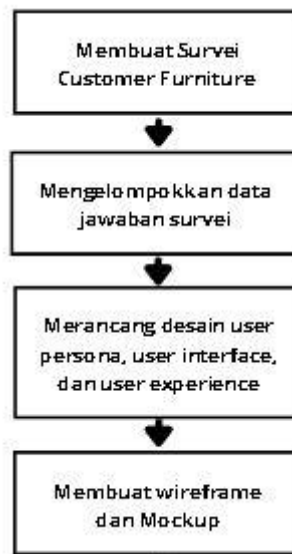 Membuat Survei
Customer Furniture
Mengelompokkan data
jawaban survei
Merancang desain user
persona, user interface,
dan user experience
Membuat wireframe
dan Mockup